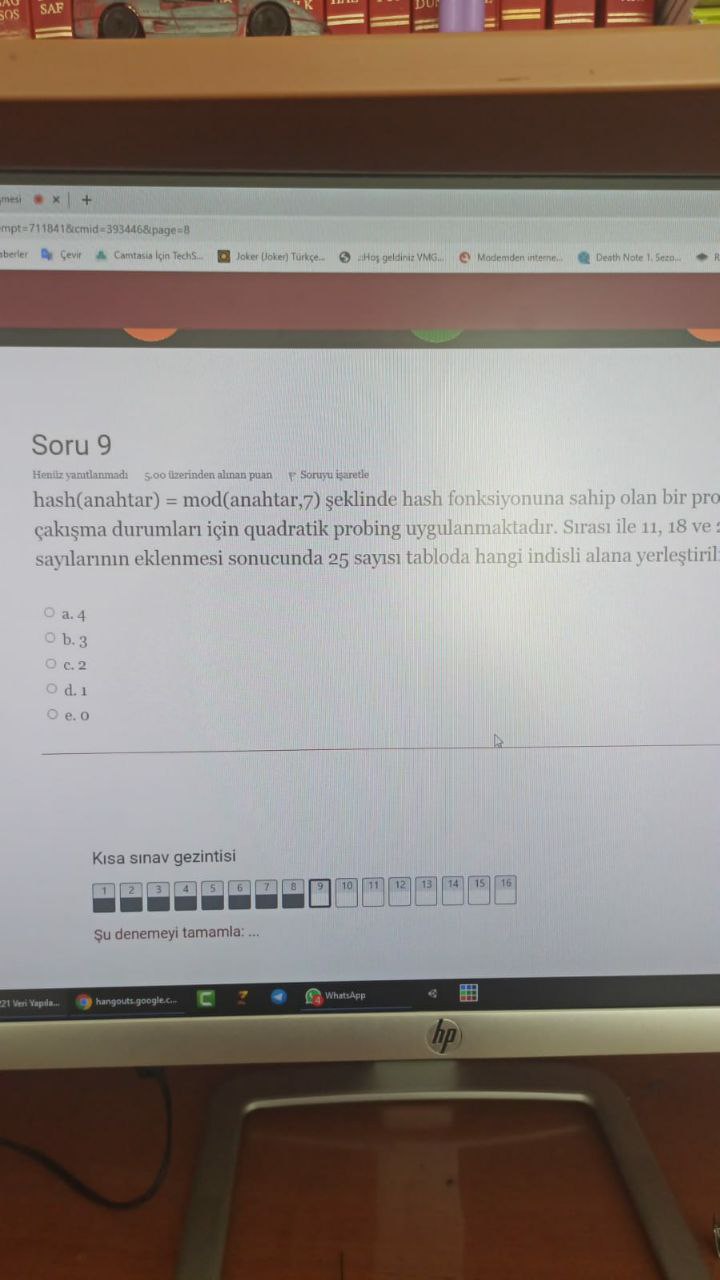 SOS
SAF
K
+
mpt=711841&cmid=393446&page=8
Çevir
Camtasia İçin TechS...
Joker (Joker) Türkçe...
.::Hoş geldiniz VMG...
Modemden interne...
Death Note 1. Sezo...
Soru 9
Henüz yanıtlanmadı
5,00 üzerinden alınan puan
Soruyu işaretle
hash(anahtar) = mod(anahtar,7) şeklinde hash fonksiyonuna sahip olan bir pro
çakışma durumları için quadratik probing uygulanmaktadır. Sırası ile 11, 18 ve
sayılarının eklenmesi sonucunda 25 sayısı tabloda hangi indisli alana yerleştiril
a. 4
b. 3
c. 2
d. 1
e. 0
Kısa sınav gezintisi
1 2 3 4 5 6 7 8 9 10 11 12 13 14 15 16
Şu denemeyi tamamla: ...
21 Veri Yapıla...
hangouts.google.c...
4
WhatsApp
hp